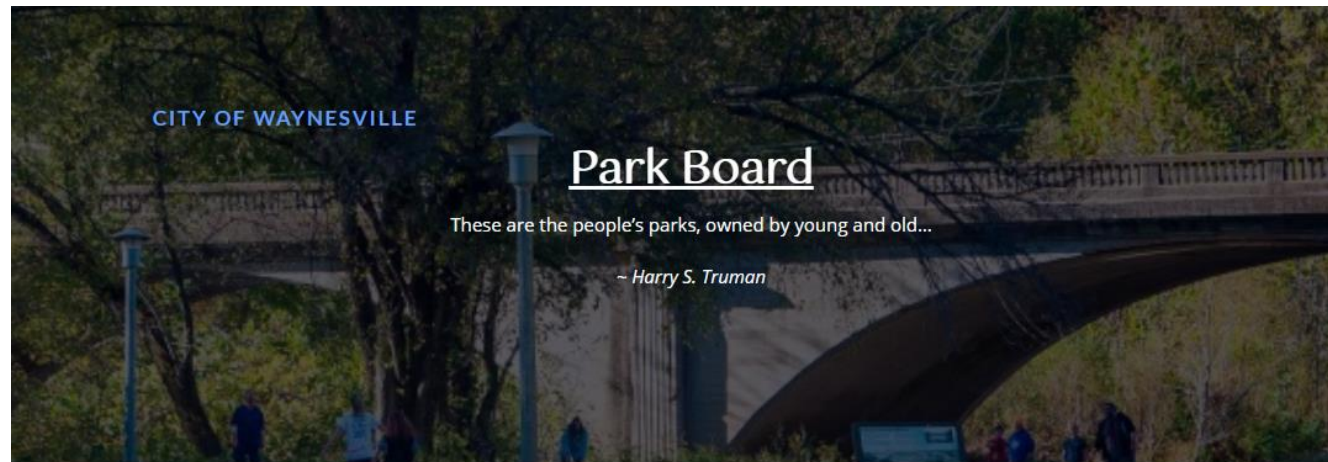 CITY OF WAYNESVILLE
Park Board
These are the people’s parks, owned by young and old...
~ Harry S. Truman